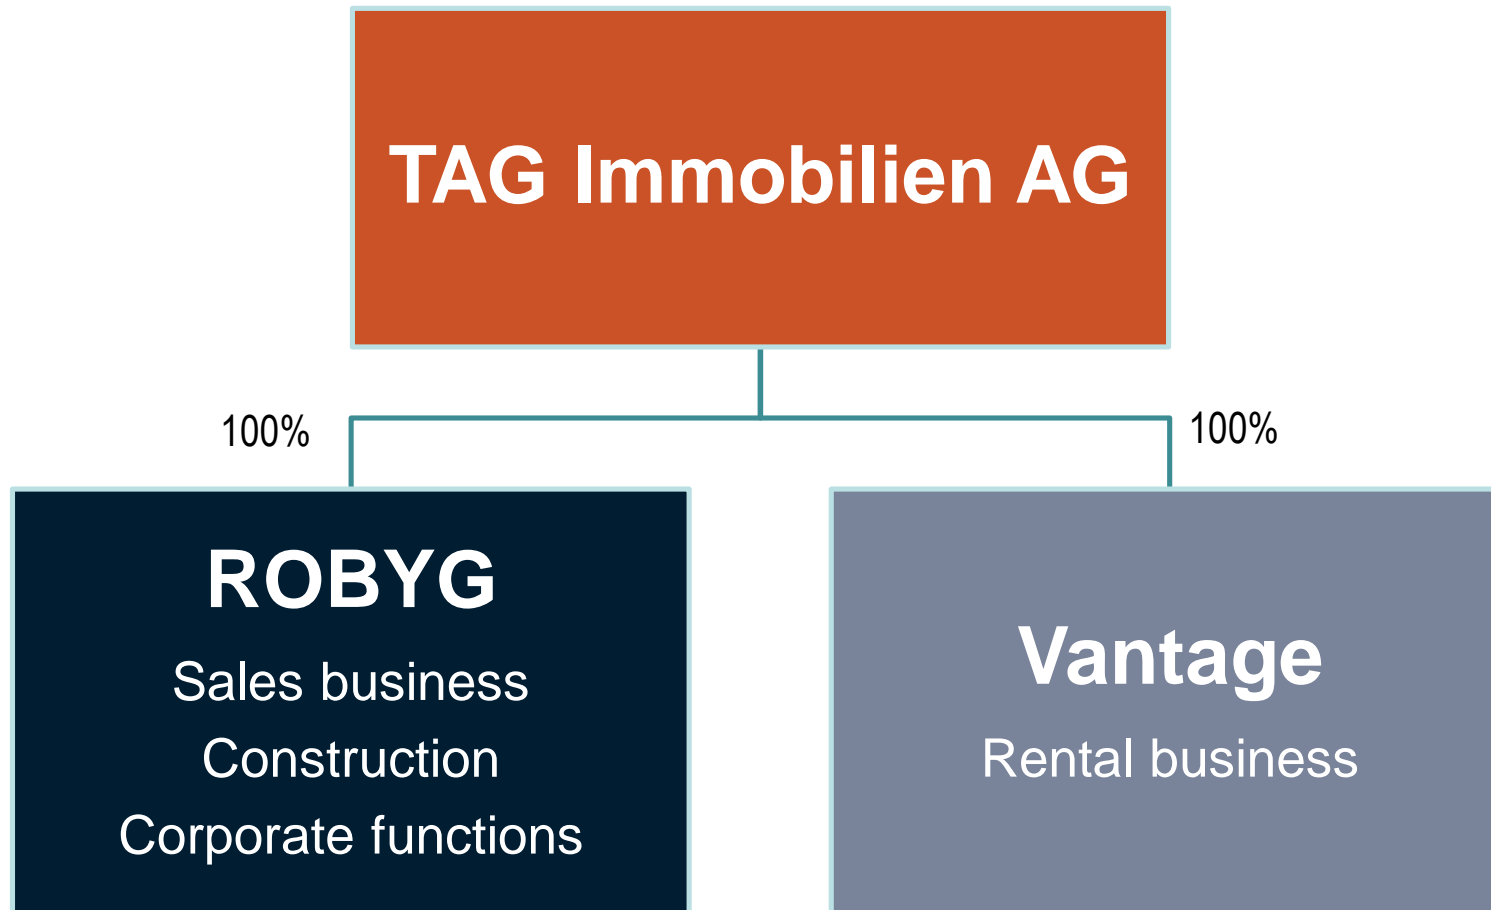 TAG Immobilien AG
100%
100%
ROBYG
Sales business
Construction
Corporate functions
Vantage
Rental business